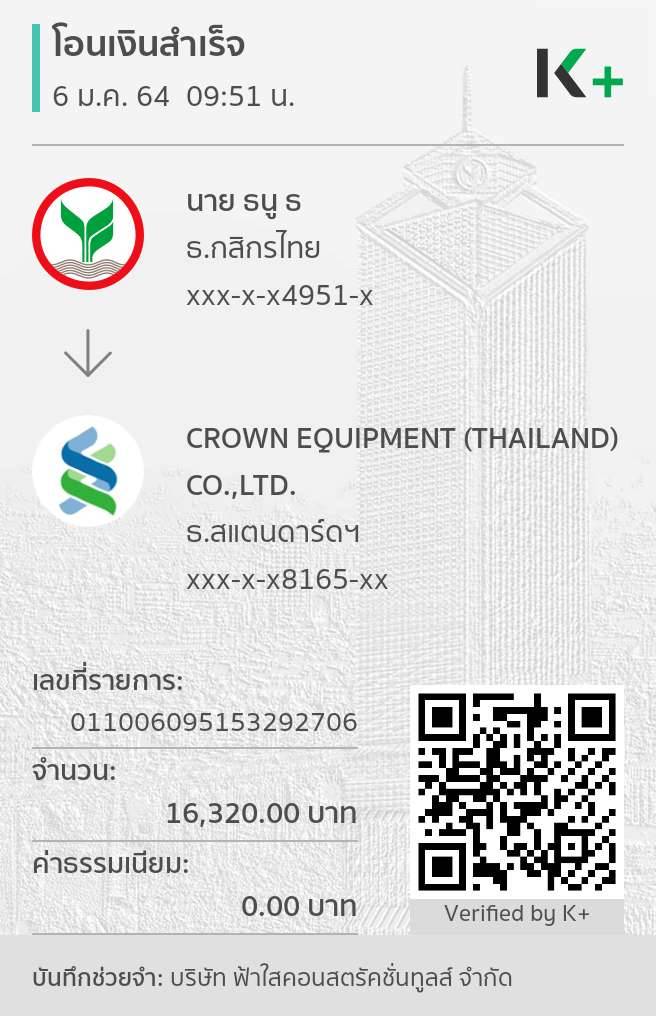 โอนเงินสำเร็จ
6 ม.ค. 64 09:51 น.
K+
นาย ธนู ธ
ธ.กสิกรไทย
xxx-x-x4951-x
CROWN EQUIPMENT (THAILAND)
CO.,LTD.
ธ.สแตนดาร์ดฯ
xxx-x-x8165-xx
เลขที่รายการ:
011006095153292706
จำนวน:
16,320.00 บาท
ค่าธรรมเนียม:
0.00 บาท
Verified by K+
บันทึกช่วยจำ: บริษัท ฟ้าใสคอนสตรัคชั่นทูลส์ จำกัด